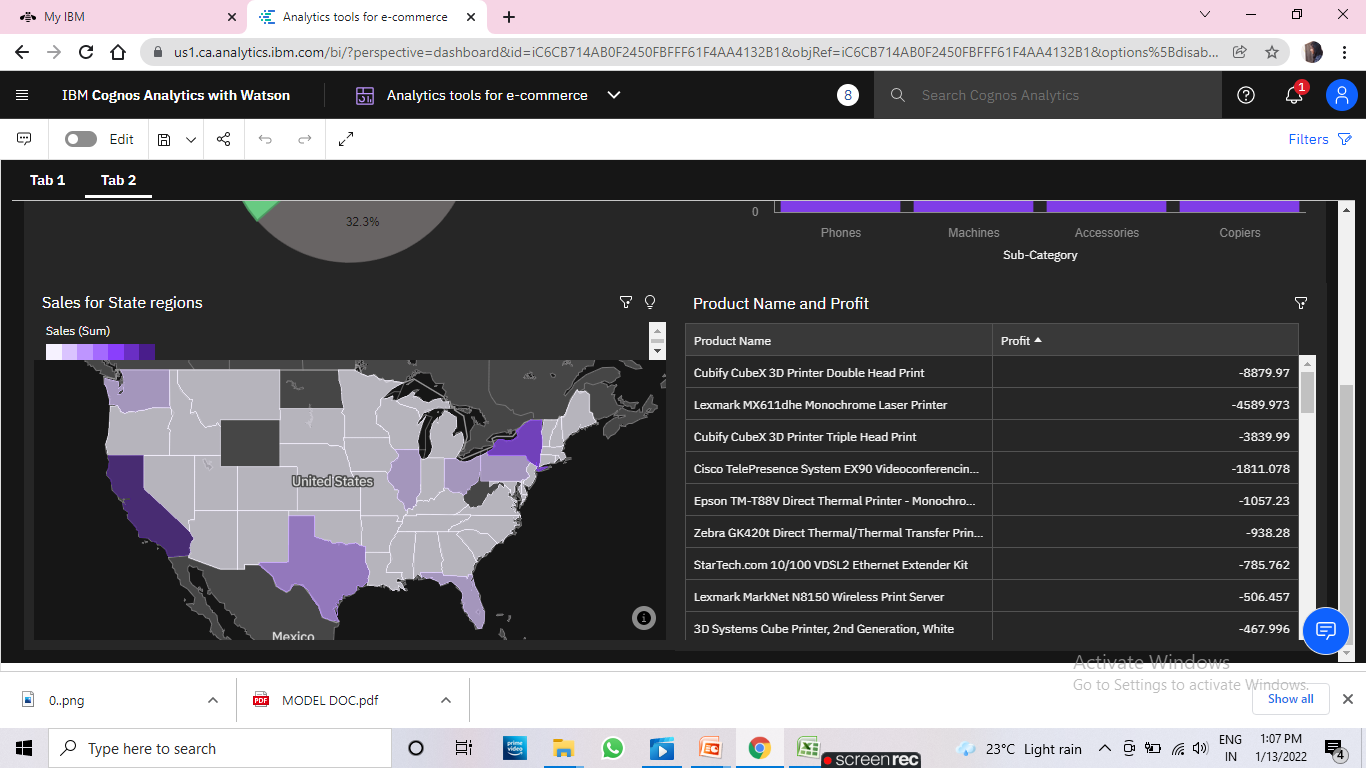 My IBM
Analytics tools for e-commerce
us1.ca.analytics.ibm.com/bi/?perspective=dashboard&id=iC6CB714AB0F2450FBFFF61F4AA4132B1&objRef=iC6CB714AB0F2450FBFFF61F4AA4132B1&options%5Bdisab...
IBM Cognos Analytics with Watson
Analytics tools for e-commerce
8
Search Cognos Analytics
1
Edit
Filters
Tab 1
Tab 2
32.3%
0
Phones
Machines
Accessories
Copiers
Sub-Category
Sales for State regions
Sales (Sum)
United States
Mexico
Product Name and Profit
Product Name
Profit
Cubify CubeX 3D Printer Double Head Print
-8879.97
Lexmark MX611dhe Monochrome Laser Printer
-4589.973
Cubify CubeX 3D Printer Triple Head Print
-3839.99
Cisco TelePresence System EX90 Videoconferencin...
-1811.078
Epson TM-T88V Direct Thermal Printer - Monochro...
-1057.23
Zebra GK420t Direct Thermal/Thermal Transfer Prin...
-938.28
StarTech.com 10/100 VDSL2 Ethernet Extender Kit
-785.762
Lexmark MarkNet N8150 Wireless Print Server
-506.457
3D Systems Cube Printer, 2nd Generation, White
-467.996
Activate Windows
Go to Settings to activate Windows.
0..png
PDF
MODEL DOC.pdf
Show all
Type here to search
prime video
23°C Light rain
ENG
IN
1:07 PM
1/13/2022
4
screenrec